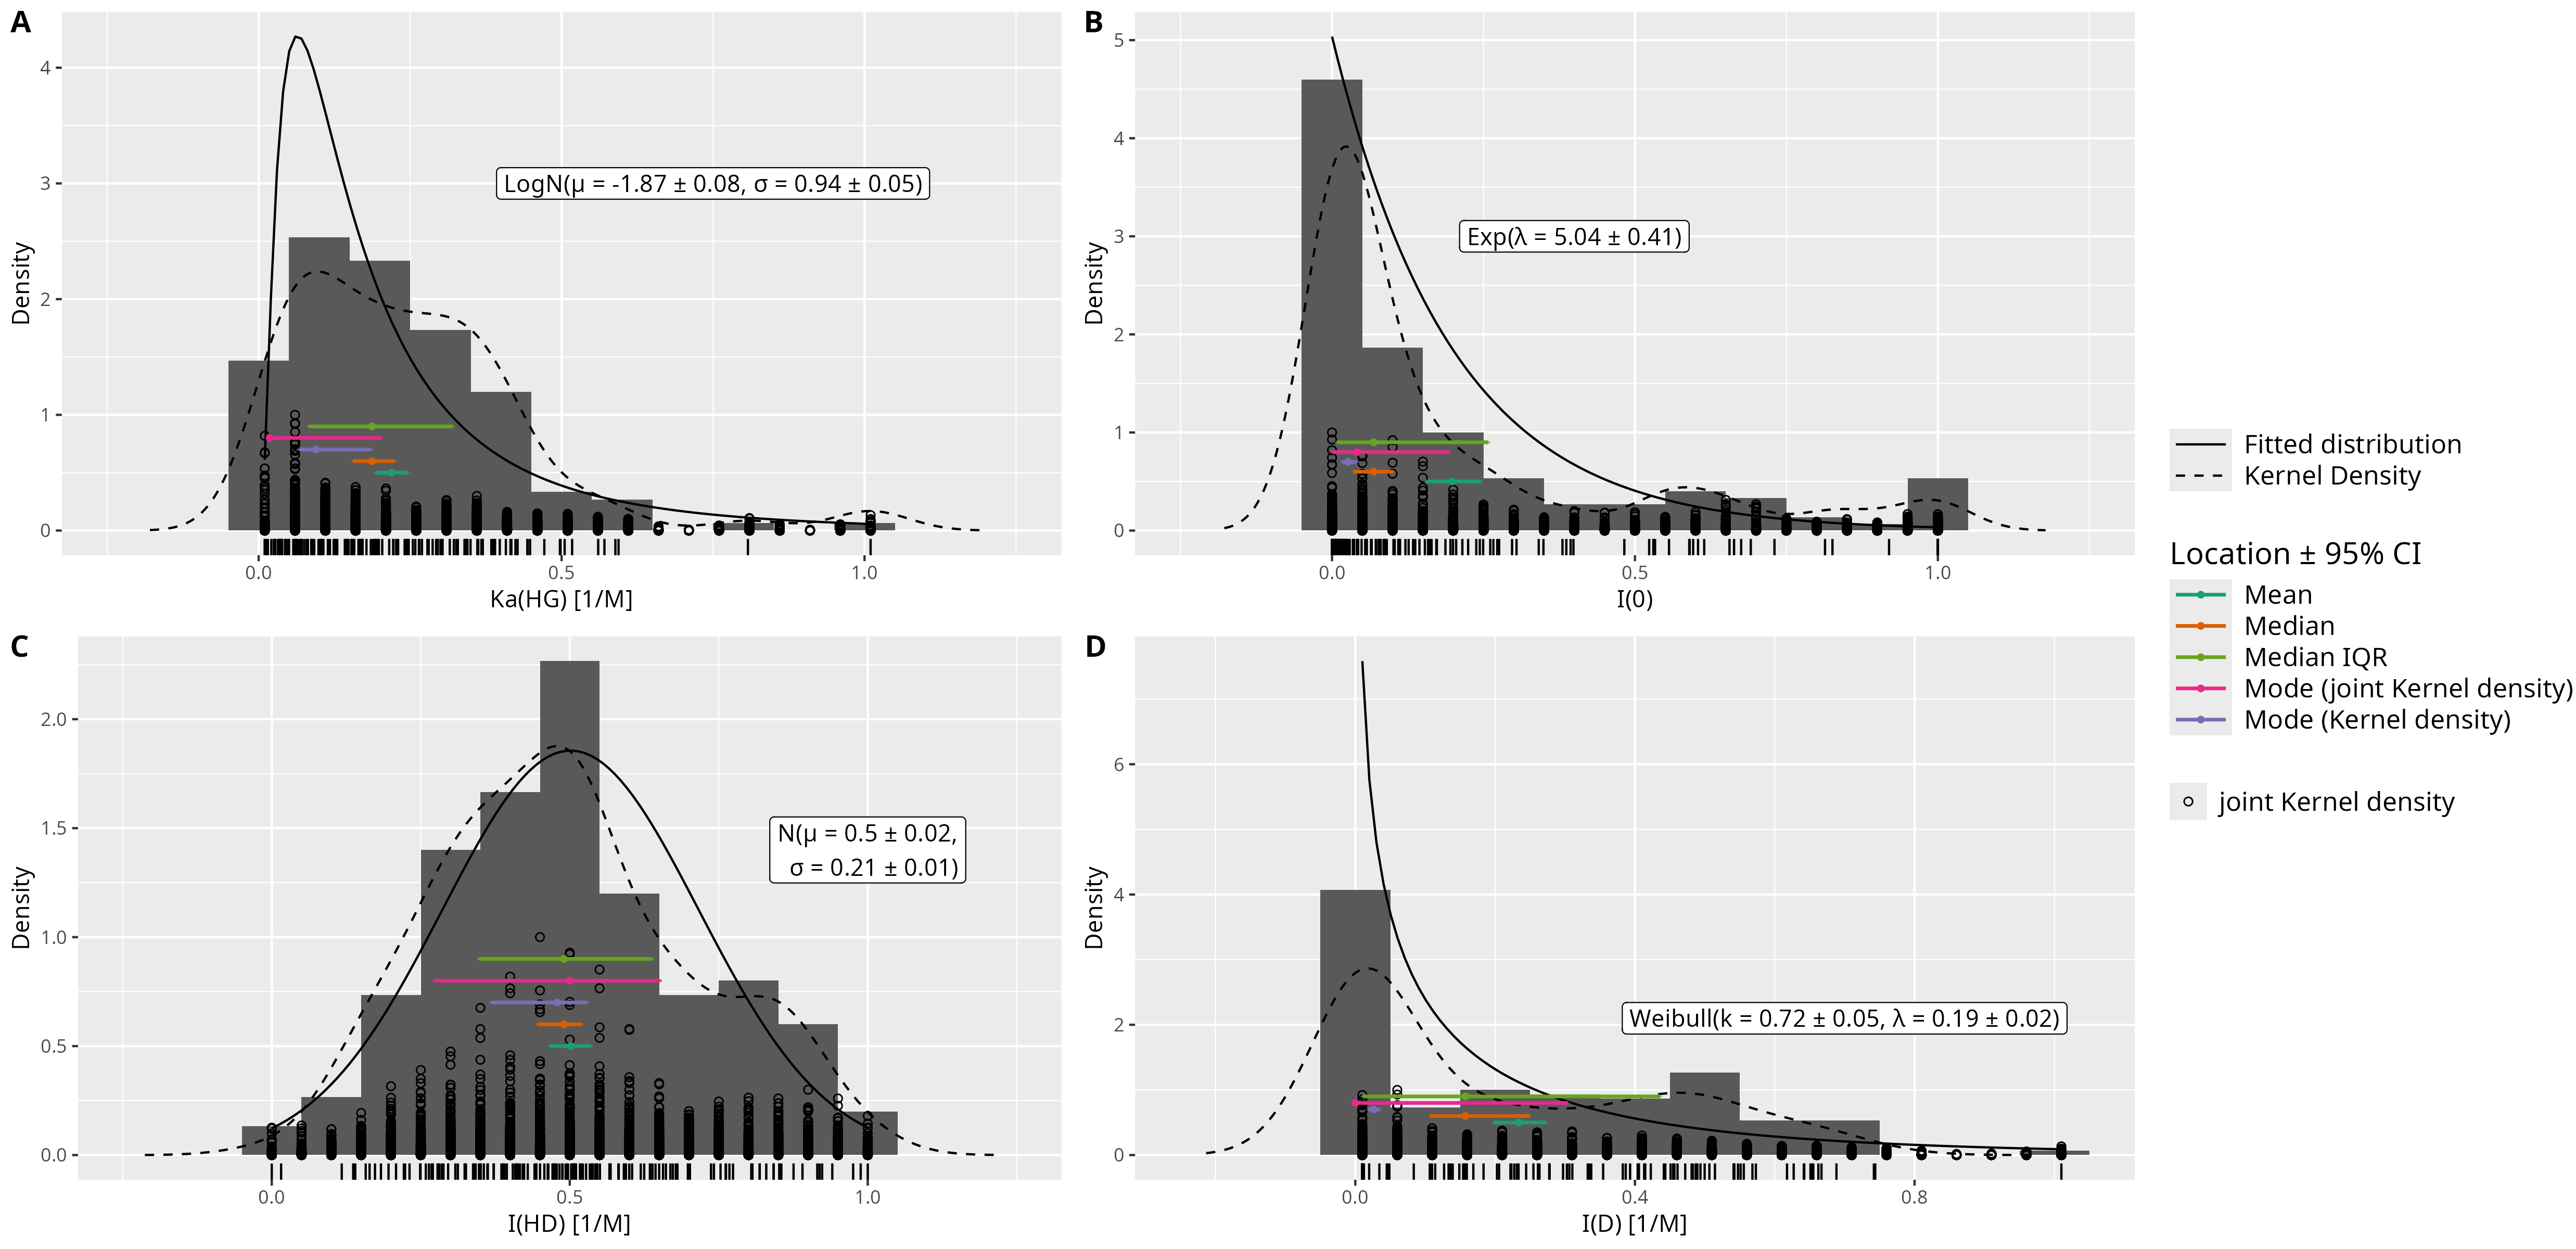 A
4
3
2
1
0
Density
LogN(μ = -1.87 ± 0.08, σ = 0.94 ± 0.05)
0.0
0.5
1.0
Ka(HG) [1/M]
B
5
4
3
2
1
0
Density
Exp(λ = 5.04 ± 0.41)
0.0
0.5
1.0
I(0)
C
2.0
1.5
1.0
0.5
0.0
Density
N(μ = 0.5 ± 0.02,
σ = 0.21 ± 0.01)
0.0
0.5
1.0
I(HD) [1/M]
D
6
4
2
0
Density
Weibull(k = 0.72 ± 0.05, λ = 0.19 ± 0.02)
0.0
0.4
0.8
I(D) [1/M]
Fitted distribution
Kernel Density
Location ± 95% CI
Mean
Median
Median IQR
Mode (joint Kernel density)
Mode (Kernel density)
joint Kernel density